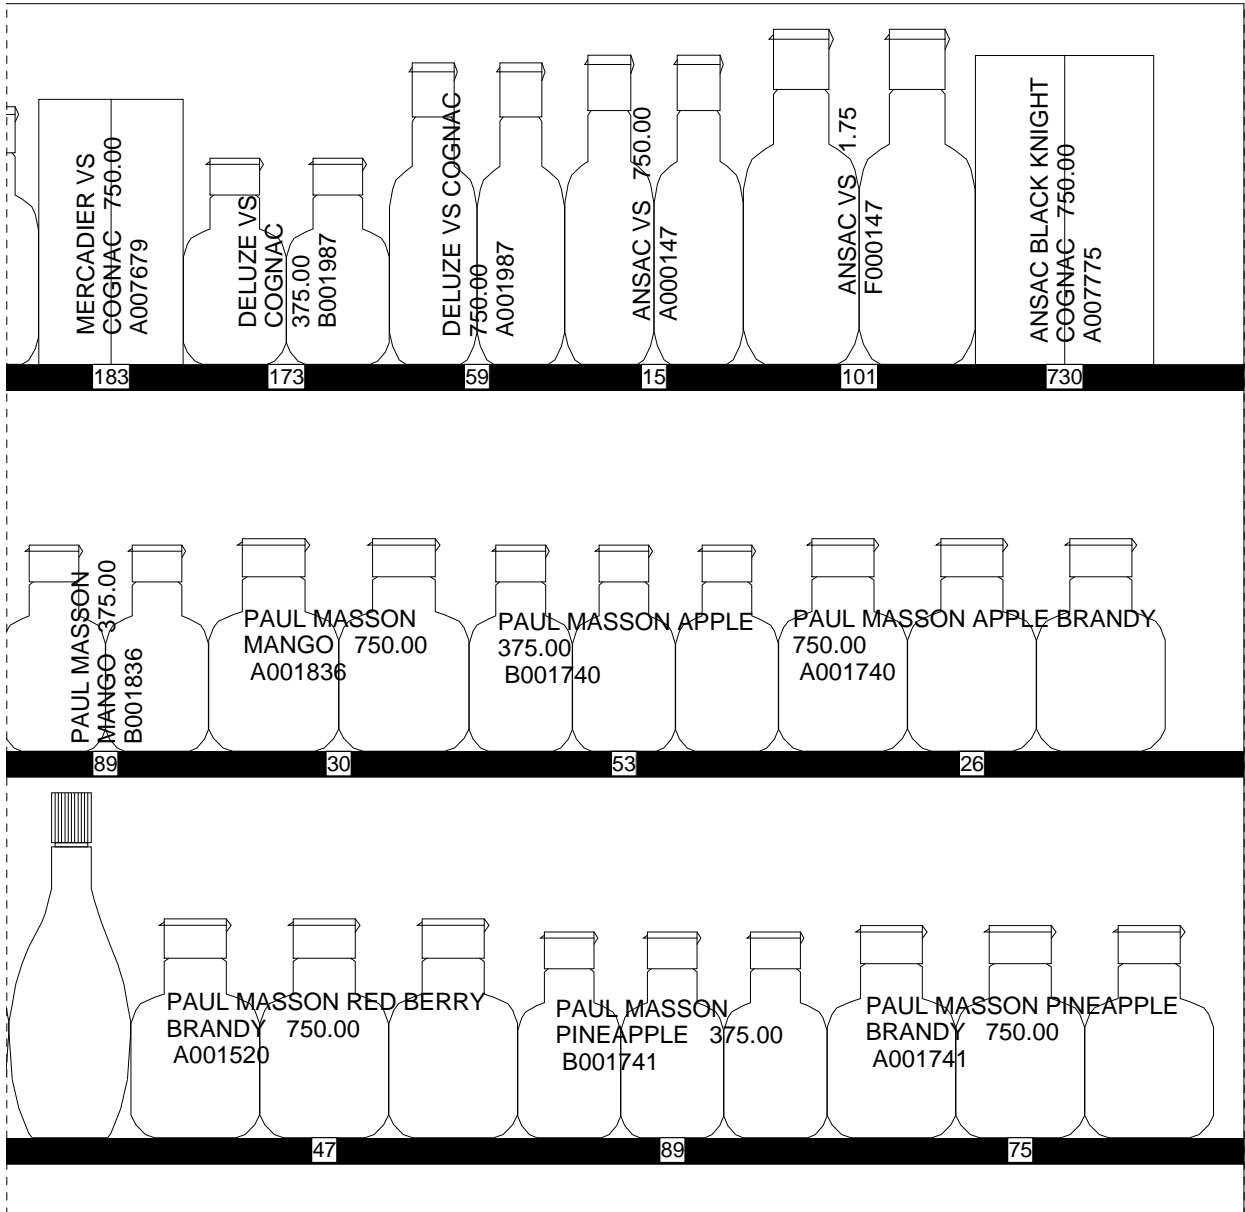 MERCADIER VS
COGNAC 750.00
A007679
DELUZE VS
COGNAC
375.00
B001987
DELUZE VS COGNAC
750.00
A001987
ANSAC VS 750.00
A000147
ANSAC VS 1.75
F000147
ANSAC BLACK KNIGHT
COGNAC 750.00
A007775
183
173
59
15
101
730
PAUL MASSON
MANGO 375.00
B001836
PAUL MASSON
MANGO 750.00
A001836
PAUL MASSON APPLE
375.00
B001740
PAUL MASSON APPLE BRANDY
750.00
A001740
89
30
53
26
PAUL MASSON RED BERRY
BRANDY 750.00
A001520
PAUL MASSON
PINEAPPLE 375.00
B001741
PAUL MASSON PINEAPPLE
BRANDY 750.00
A001741
47
89
75